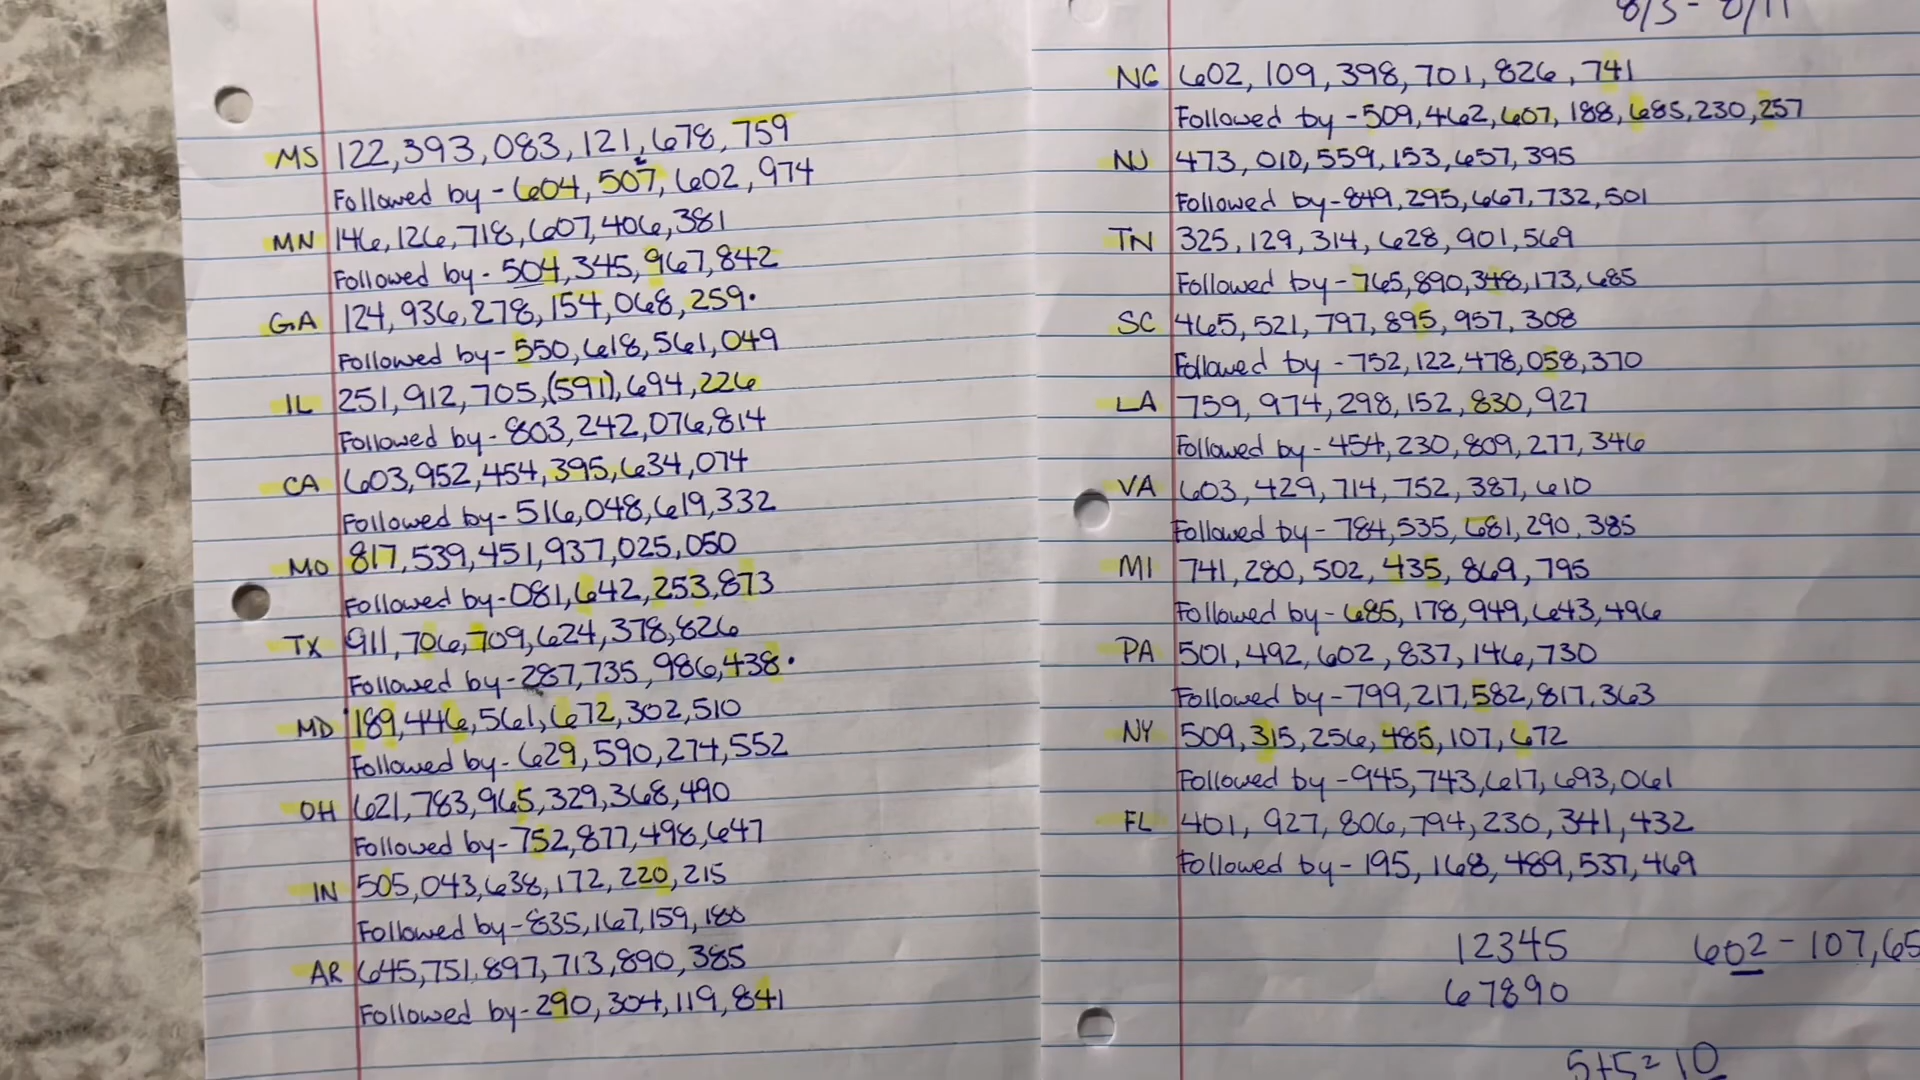 MS 122,393,083,121,678,759
Followed by - 604,507,602,974
MN 146,126,718,607,406,381
Followed by - 504,345,967,842
GA 124,936,278,154,068,259.
Followed by - 550,618,561,049
IL 251,912,705,(591),694,226
Followed by - 803,242,076,814
CA 603,952,454,395,634,074
Followed by - 516,048,619,332
MO 817,539,451,937,025,050
Followed by - 081,642,253,873
TX 911,706,709,624,378,826
Followed by - 287,735,986,438.
MD 189,446,561,672,302,510
Followed by - 629,590,274,552
OH 621,783,965,329,368,490
Followed by - 752,877,498,647
IN 505,043,638,172,220,215
Followed by - 835,167,159,180
AR 645,751,897,713,890,385
Followed by - 290,304,119,841
8/5 - 8/11
NC 602,109,398,701,826,741
Followed by - 509,462,607,188,685,230,257
NJ 473,010,559,153,657,395
Followed by - 849,295,667,732,501
TN 325,129,314,628,901,569
Followed by - 765,890,348,173,685
SC 465,521,797,895,957,308
Followed by - 752,122,478,058,370
LA 759,974,298,152,830,927
Followed by - 454,230,809,277,346
VA 603,429,714,752,387,610
Followed by - 784,535,681,290,385
MI 741,280,502,435,869,795
Followed by - 685,178,949,643,496
PA 501,492,602,837,146,730
Followed by - 799,217,582,817,363
NY 509,315,256,485,107,672
Followed by - 945,743,617,693,061
FL 401,927,806,794,230,341,432
Followed by - 195,168,489,537,469
12345
67890
602 - 107,65
5+5=10